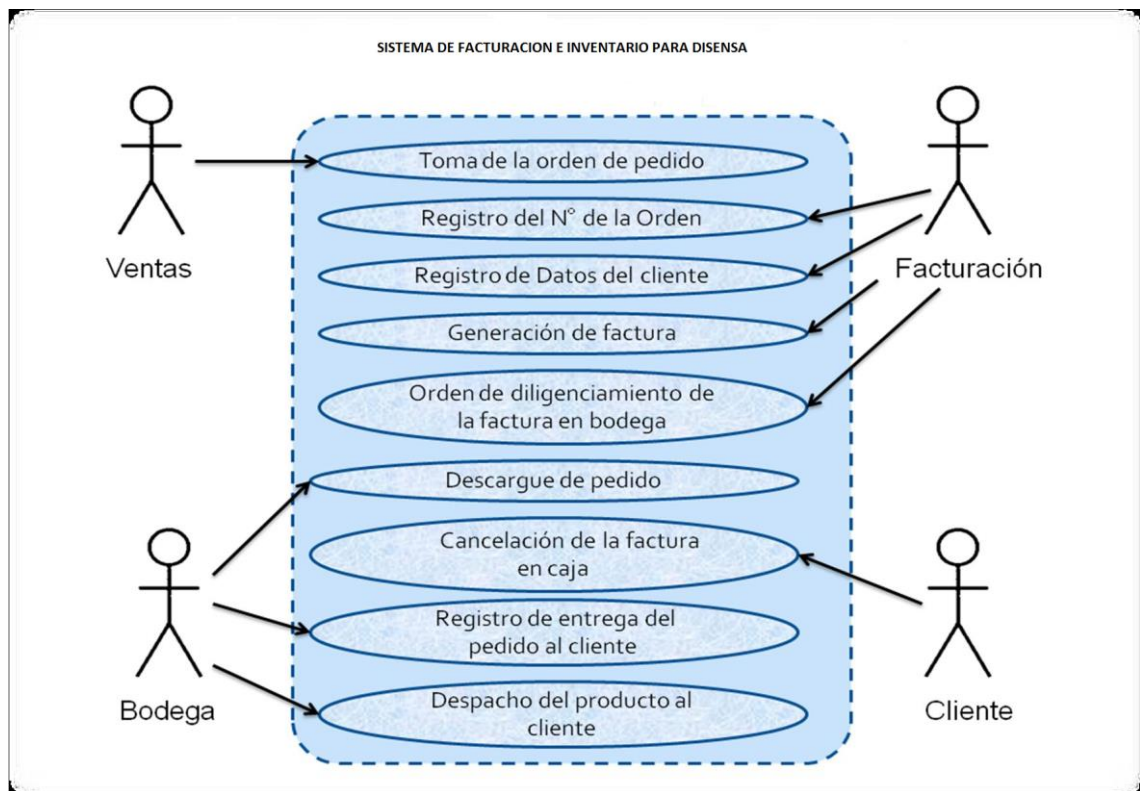 SISTEMA DE FACTURACION E INVENTARIO PARA DISENSA
Toma de la orden de pedido
Registro del N° de la Orden
Ventas
Registro de Datos del cliente
Facturación
Generación de factura
Orden de diligenciamiento de
la factura en bodega
Descargue de pedido
Cancelación de la factura
en caja
Registro de entrega del
pedido al cliente
Bodega
Despacho del producto al
cliente
Cliente